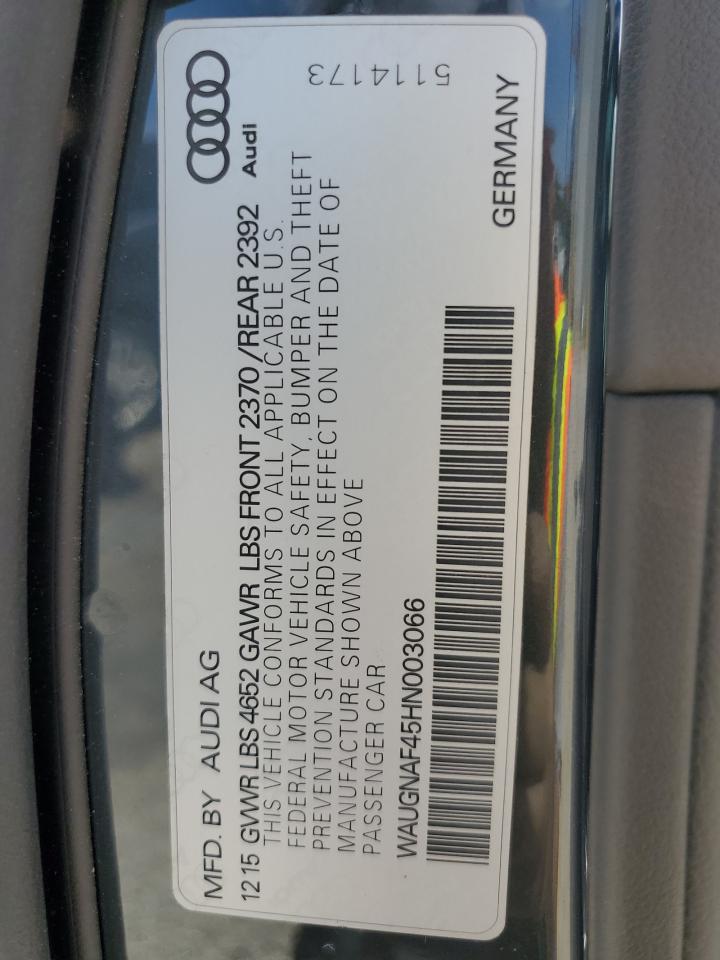 MFD. BY AUDI AG
12 15 GVWR LBS 4652 GAWR LBS FRONT 2370 /REAR 2392
THIS VEHICLE CONFORMS TO ALL APPLICABLE U.S.
FEDERAL MOTOR VEHICLE SAFETY, BUMPER AND THEFT
PREVENTION STANDARDS IN EFFECT ON THE DATE OF
MANUFACTURE SHOWN ABOVE
PASSENGER CAR
WAUGNAF45HN003066
Audi
5114173
GERMANY